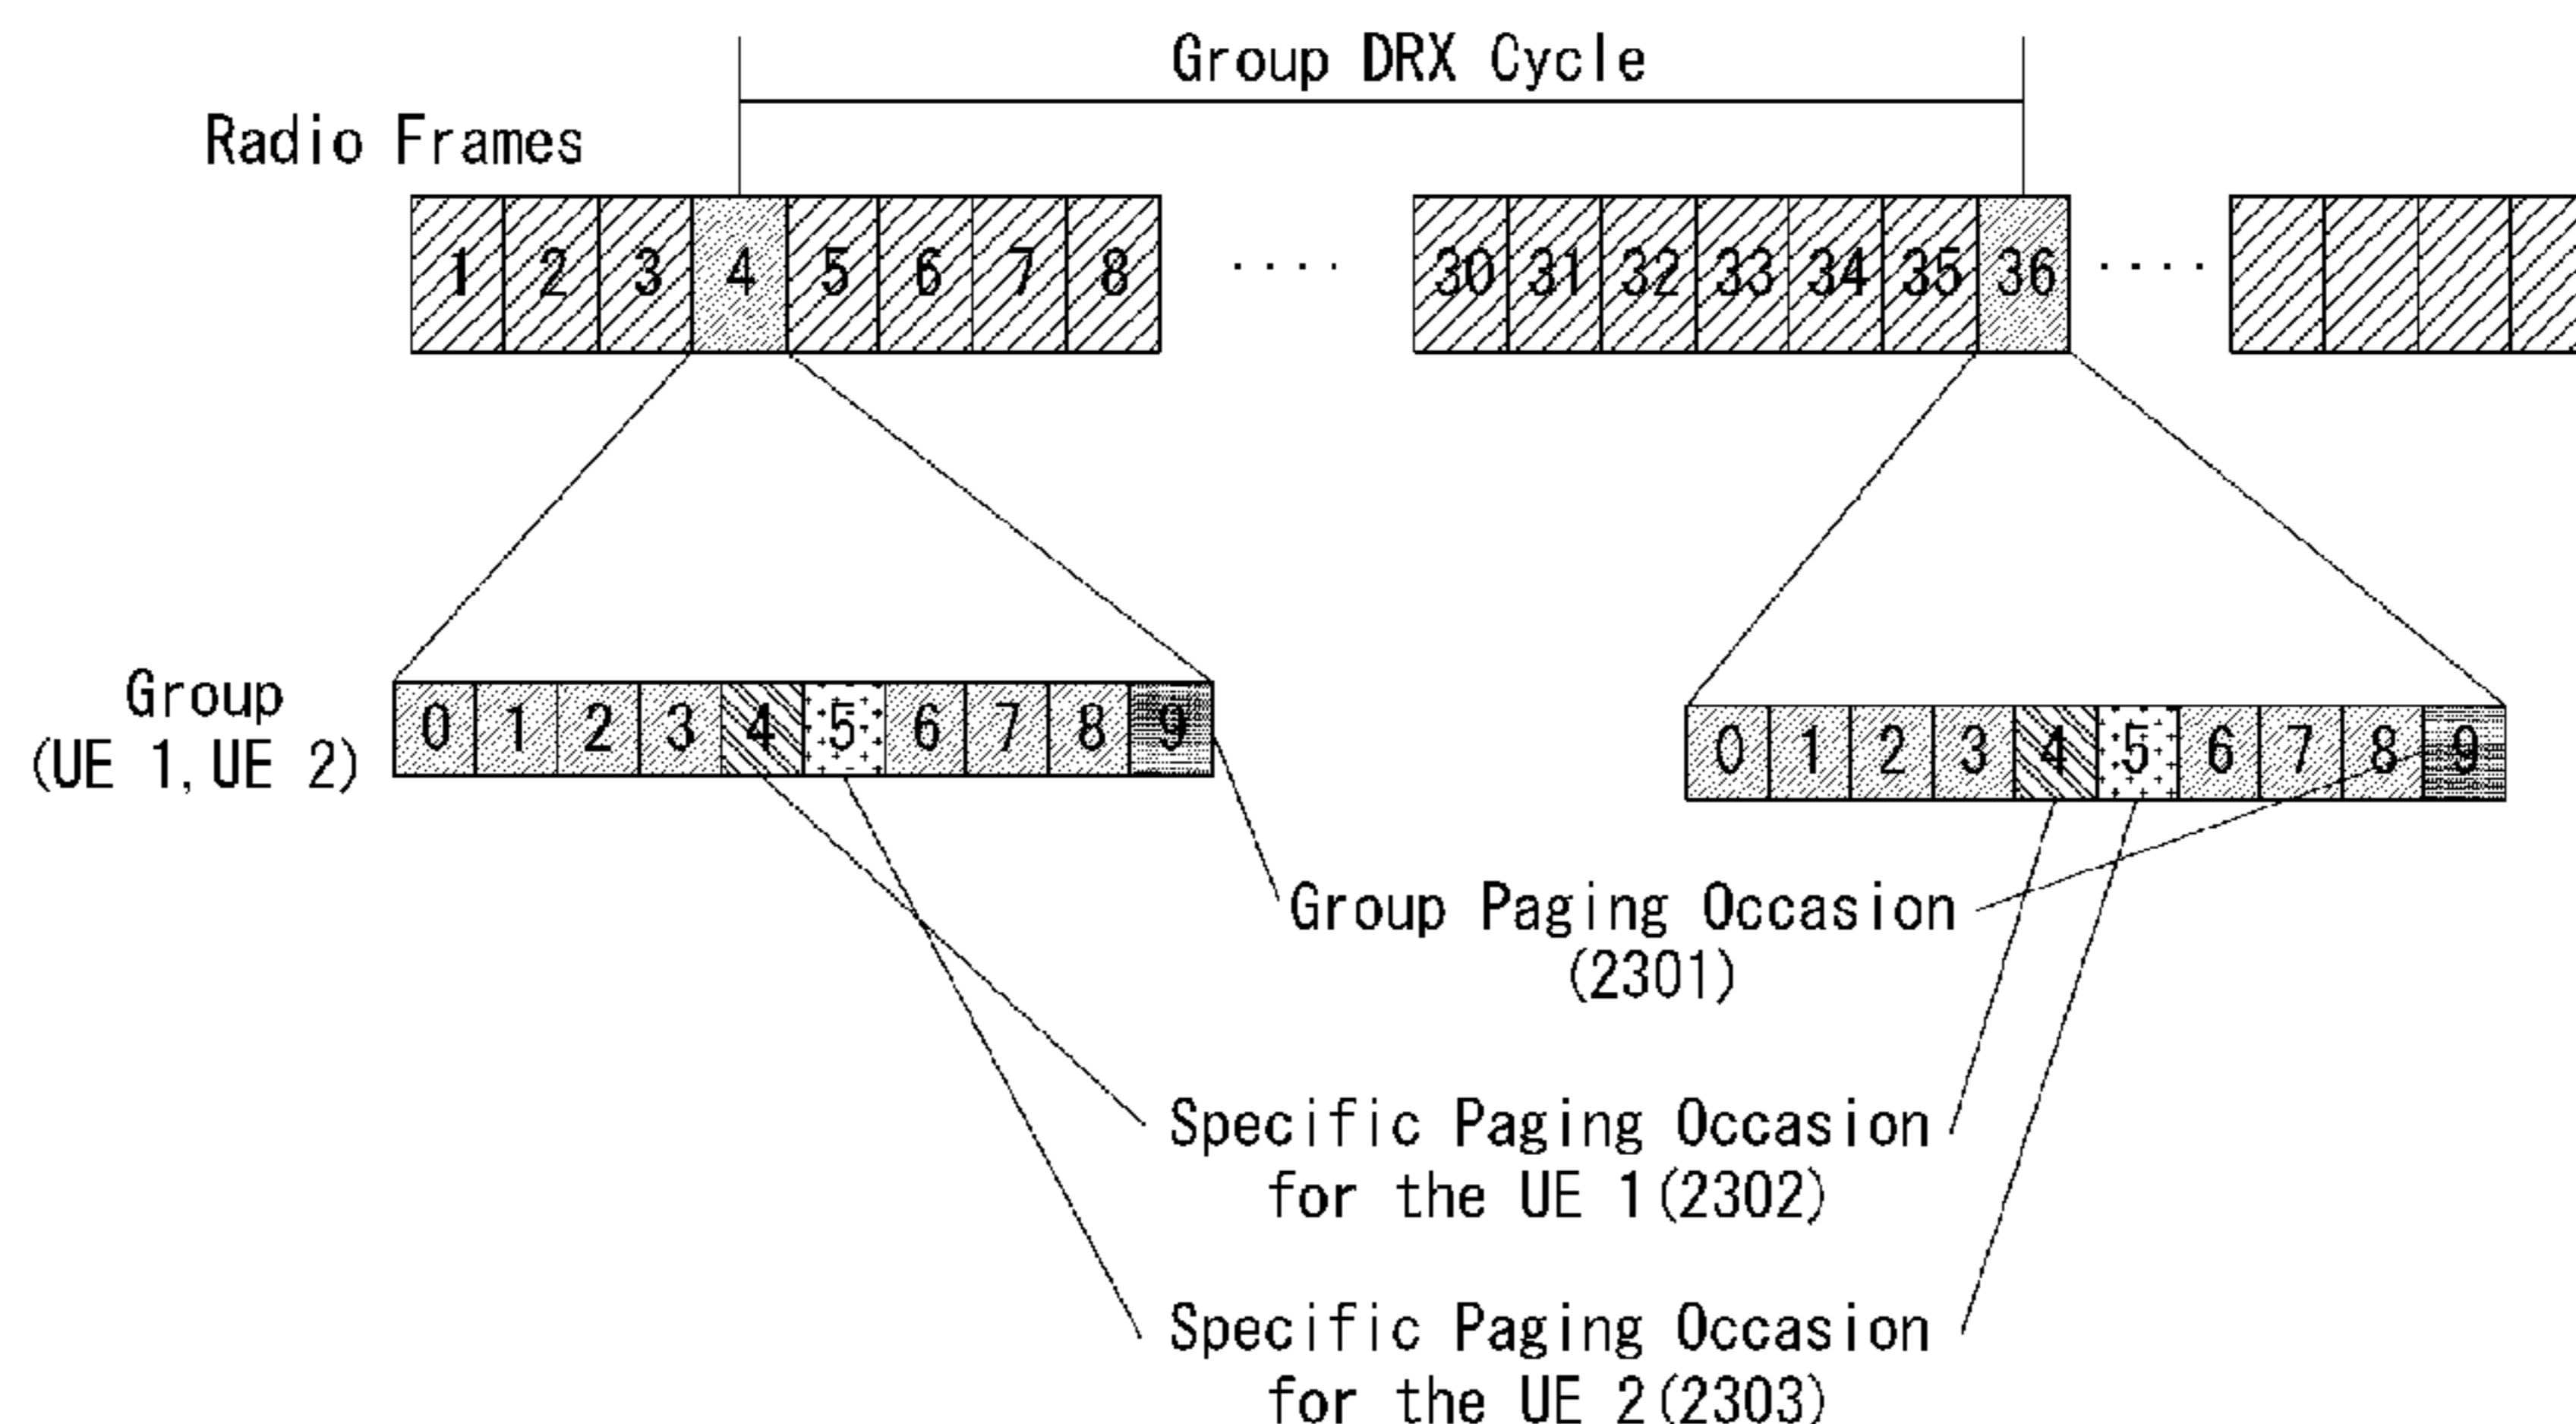 Group DRX Cycle
Radio Frames
1 2 3 4 5 6 7 8 .... 30 31 32 33 34 35 36 ....
Group
(UE 1, UE 2)
0 1 2 3 4 5 6 7 8 9
0 1 2 3 4 5 6 7 8 9
Group Paging Occasion
(2301)
Specific Paging Occasion
for the UE 1(2302)
Specific Paging Occasion
for the UE 2(2303)